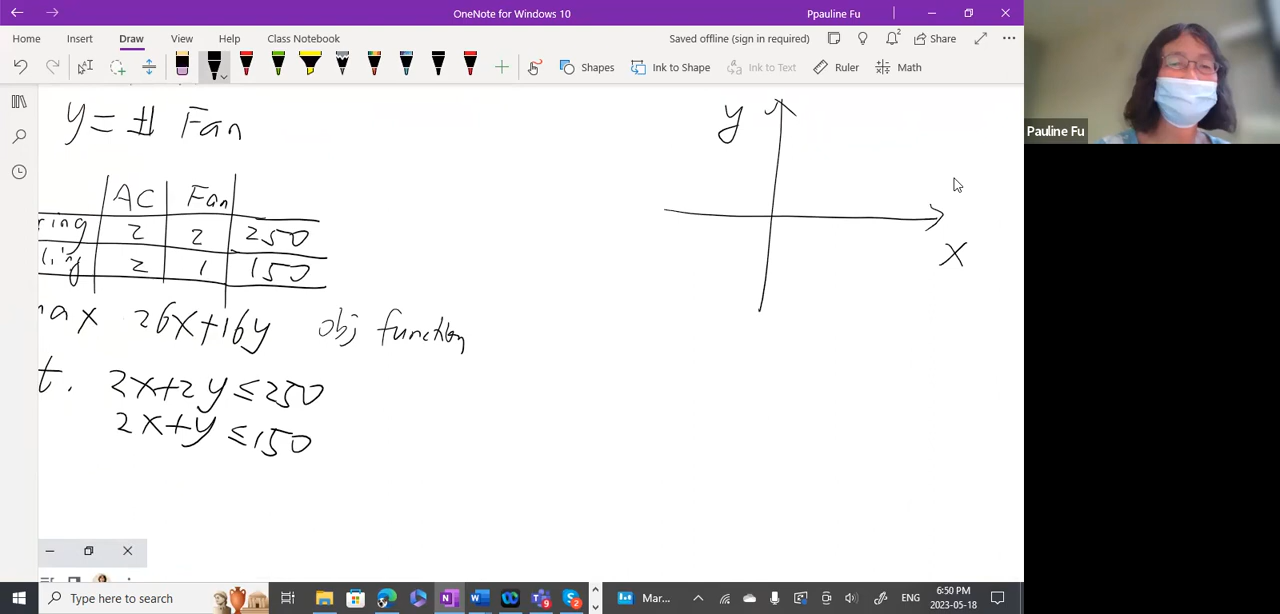 OneNote for Windows 10
Ppauline Fu
Home Insert Draw View Help Class Notebook
Saved offline (sign in required)
Share
Shapes Ink to Shape Ink to Text Ruler Math
Pauline Fu
y = # Fan
y
AC Fan
ring 2 2 250
ling 2 1 150
x
max 26x+16y obj function
t. 2x+2y ≤ 250
2x+y ≤ 150
Type here to search
Mar...
ENG
6:50 PM
2023-05-18